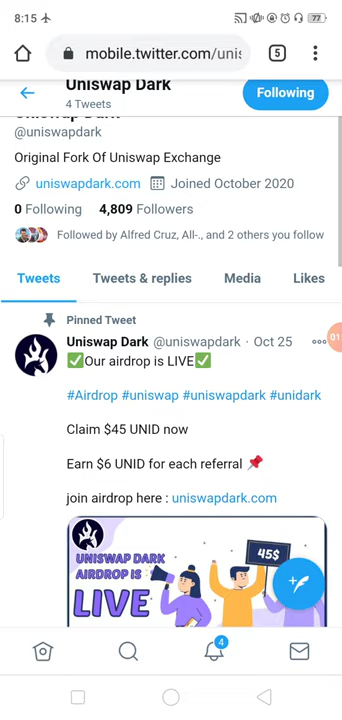 8:15
77
mobile.twitter.com/unis
5
Uniswap Dark
4 Tweets
Following
@uniswapdark
Original Fork Of Uniswap Exchange
uniswapdark.com Joined October 2020
0 Following 4,809 Followers
Followed by Alfred Cruz, All-., and 2 others you follow
Tweets Tweets & replies Media Likes
Pinned Tweet
Uniswap Dark @uniswapdark · Oct 25
✅Our airdrop is LIVE✅
01
#Airdrop #uniswap #uniswapdark #unidark
Claim $45 UNID now
Earn $6 UNID for each referral 📌
join airdrop here : uniswapdark.com
UNISWAP DARK
AIRDROP IS
LIVE
45$
4